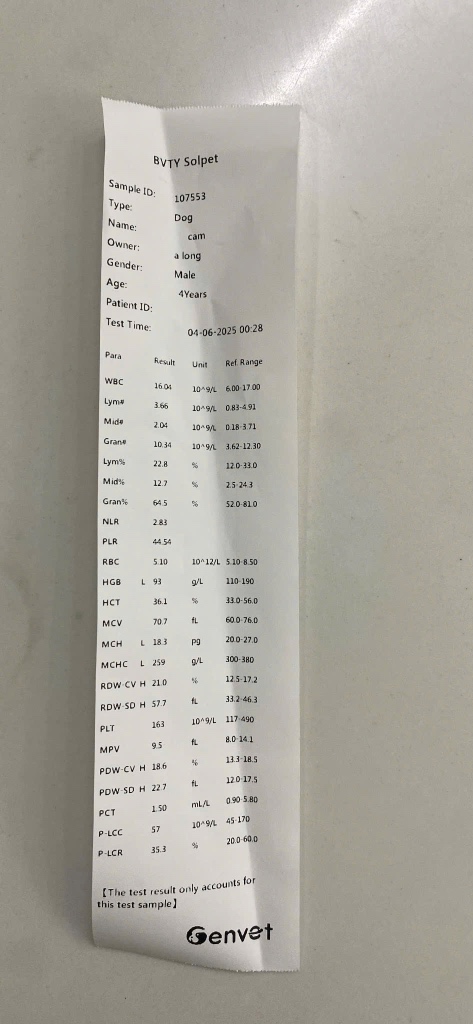 BVTY Solpet
Sample ID: 107553
Type: Dog
Name: cam
Owner: a long
Gender: Male
Age: 4Years
Patient ID:
Test Time: 04-06-2025 00:28
Para Result Unit Ref. Range
WBC 16.04 10^9/L 6.00-17.00
Lym# 3.66 10^9/L 0.83-4.91
Mid# 2.04 10^9/L 0.18-3.71
Gran# 10.34 10^9/L 3.62-12.30
Lym% 22.8 % 12.0-33.0
Mid% 12.7 % 2.5-24.3
Gran% 64.5 % 52.0-81.0
NLR 2.83
PLR 44.54
RBC 5.10 10^12/L 5.10-8.50
HGB L 93 g/L 110-190
HCT 36.1 % 33.0-56.0
MCV 70.7 fL 60.0-76.0
MCH L 18.3 pg 20.0-27.0
MCHC L 259 g/L 300-380
RDW-CV H 21.0 % 12.5-17.2
RDW-SD H 57.7 fL 33.2-46.3
PLT 163 10^9/L 117-490
MPV 9.5 fL 8.0-14.1
PDW-CV H 18.6 % 13.3-18.5
PDW-SD H 22.7 fL 12.0-17.5
PCT 1.50 mL/L 0.90-5.80
P-LCC 57 10^9/L 45-170
P-LCR 35.3 % 20.0-60.0
【The test result only accounts for
this test sample】
Genvet